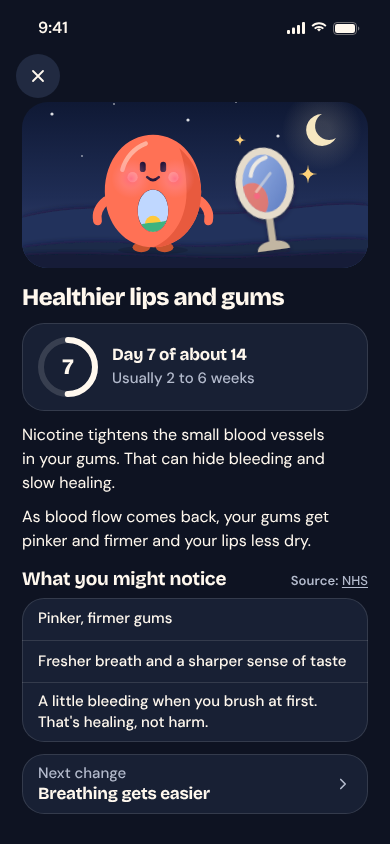 9:41
Healthier lips and gums
7
Day 7 of about 14
Usually 2 to 6 weeks
Nicotine tightens the small blood vessels
in your gums. That can hide bleeding and
slow healing.
As blood flow comes back, your gums get
pinker and firmer and your lips less dry.
What you might notice
Source: NHS
Pinker, firmer gums
Fresher breath and a sharper sense of taste
A little bleeding when you brush at first.
That's healing, not harm.
Next change
Breathing gets easier